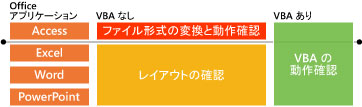 Office
アプリケーション
VBA なし
VBA あり
Access
ファイル形式の変換と動作確認
Excel
Word
PowerPoint
レイアウトの確認
VBA の
動作確認